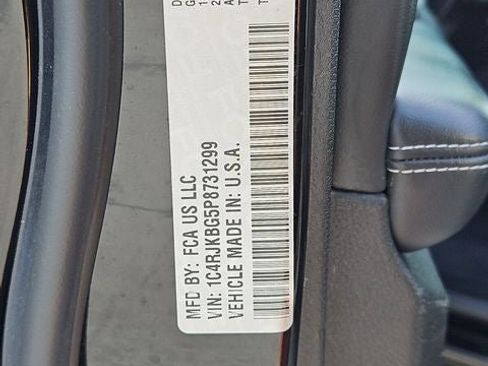 MFD BY: FCA US LLC
VIN: 1C4RJKBG5P8731299
VEHICLE MADE IN: U.S.A.